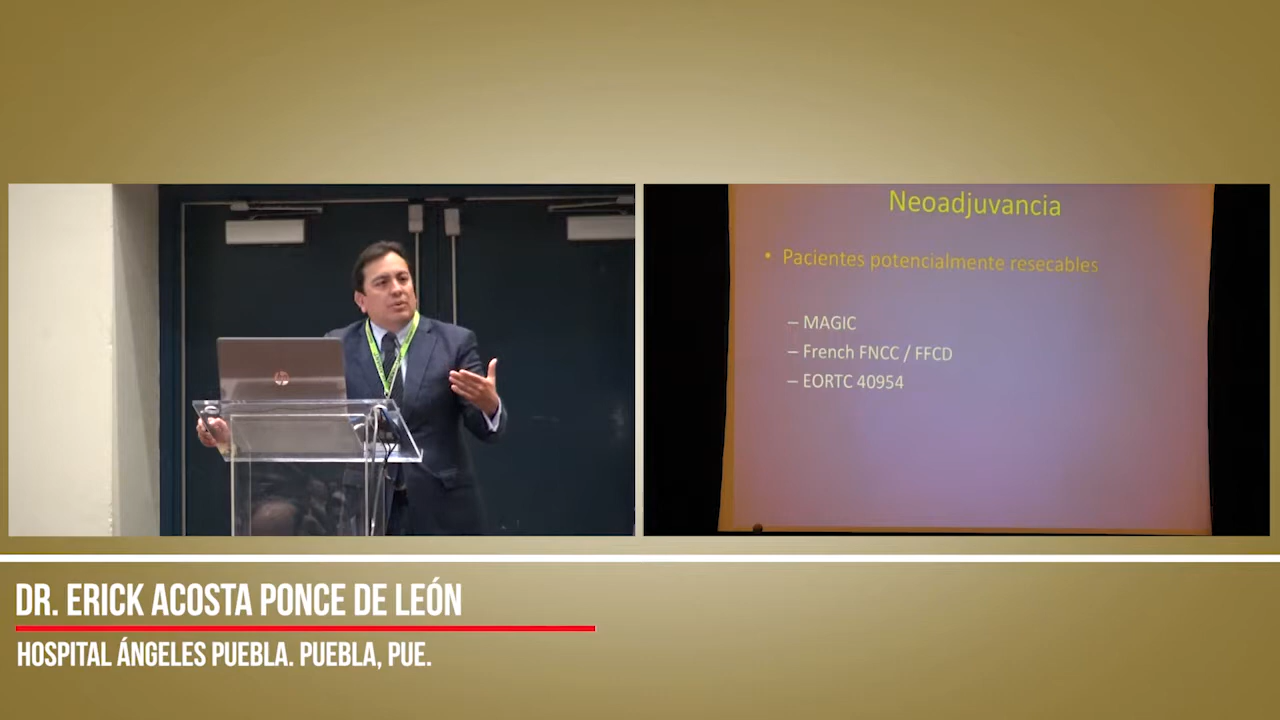 Neoadjuvancia
• Pacientes potencialmente resecables
– MAGIC
– French FNCC / FFCD
– EORTC 40954
DR. ERICK ACOSTA PONCE DE LEÓN
HOSPITAL ÁNGELES PUEBLA. PUEBLA, PUE.